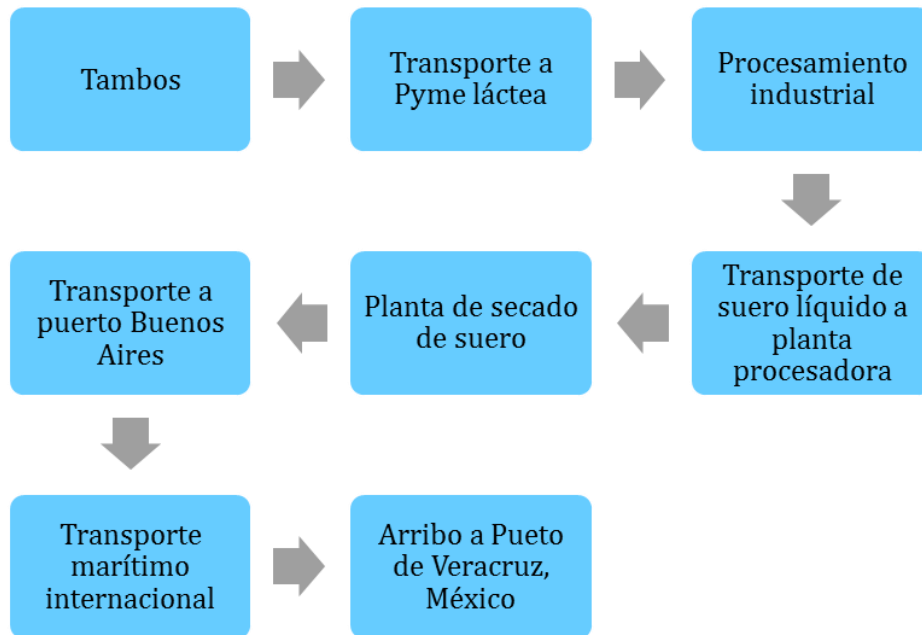 Tambos
Transporte a
Pyme láctea
Procesamiento
industrial
Transporte de
suero líquido a
planta
procesadora
Planta de secado
de suero
Transporte a
puerto Buenos
Aires
Transporte
marítimo
internacional
Arribo a Pueto
de Veracruz,
México